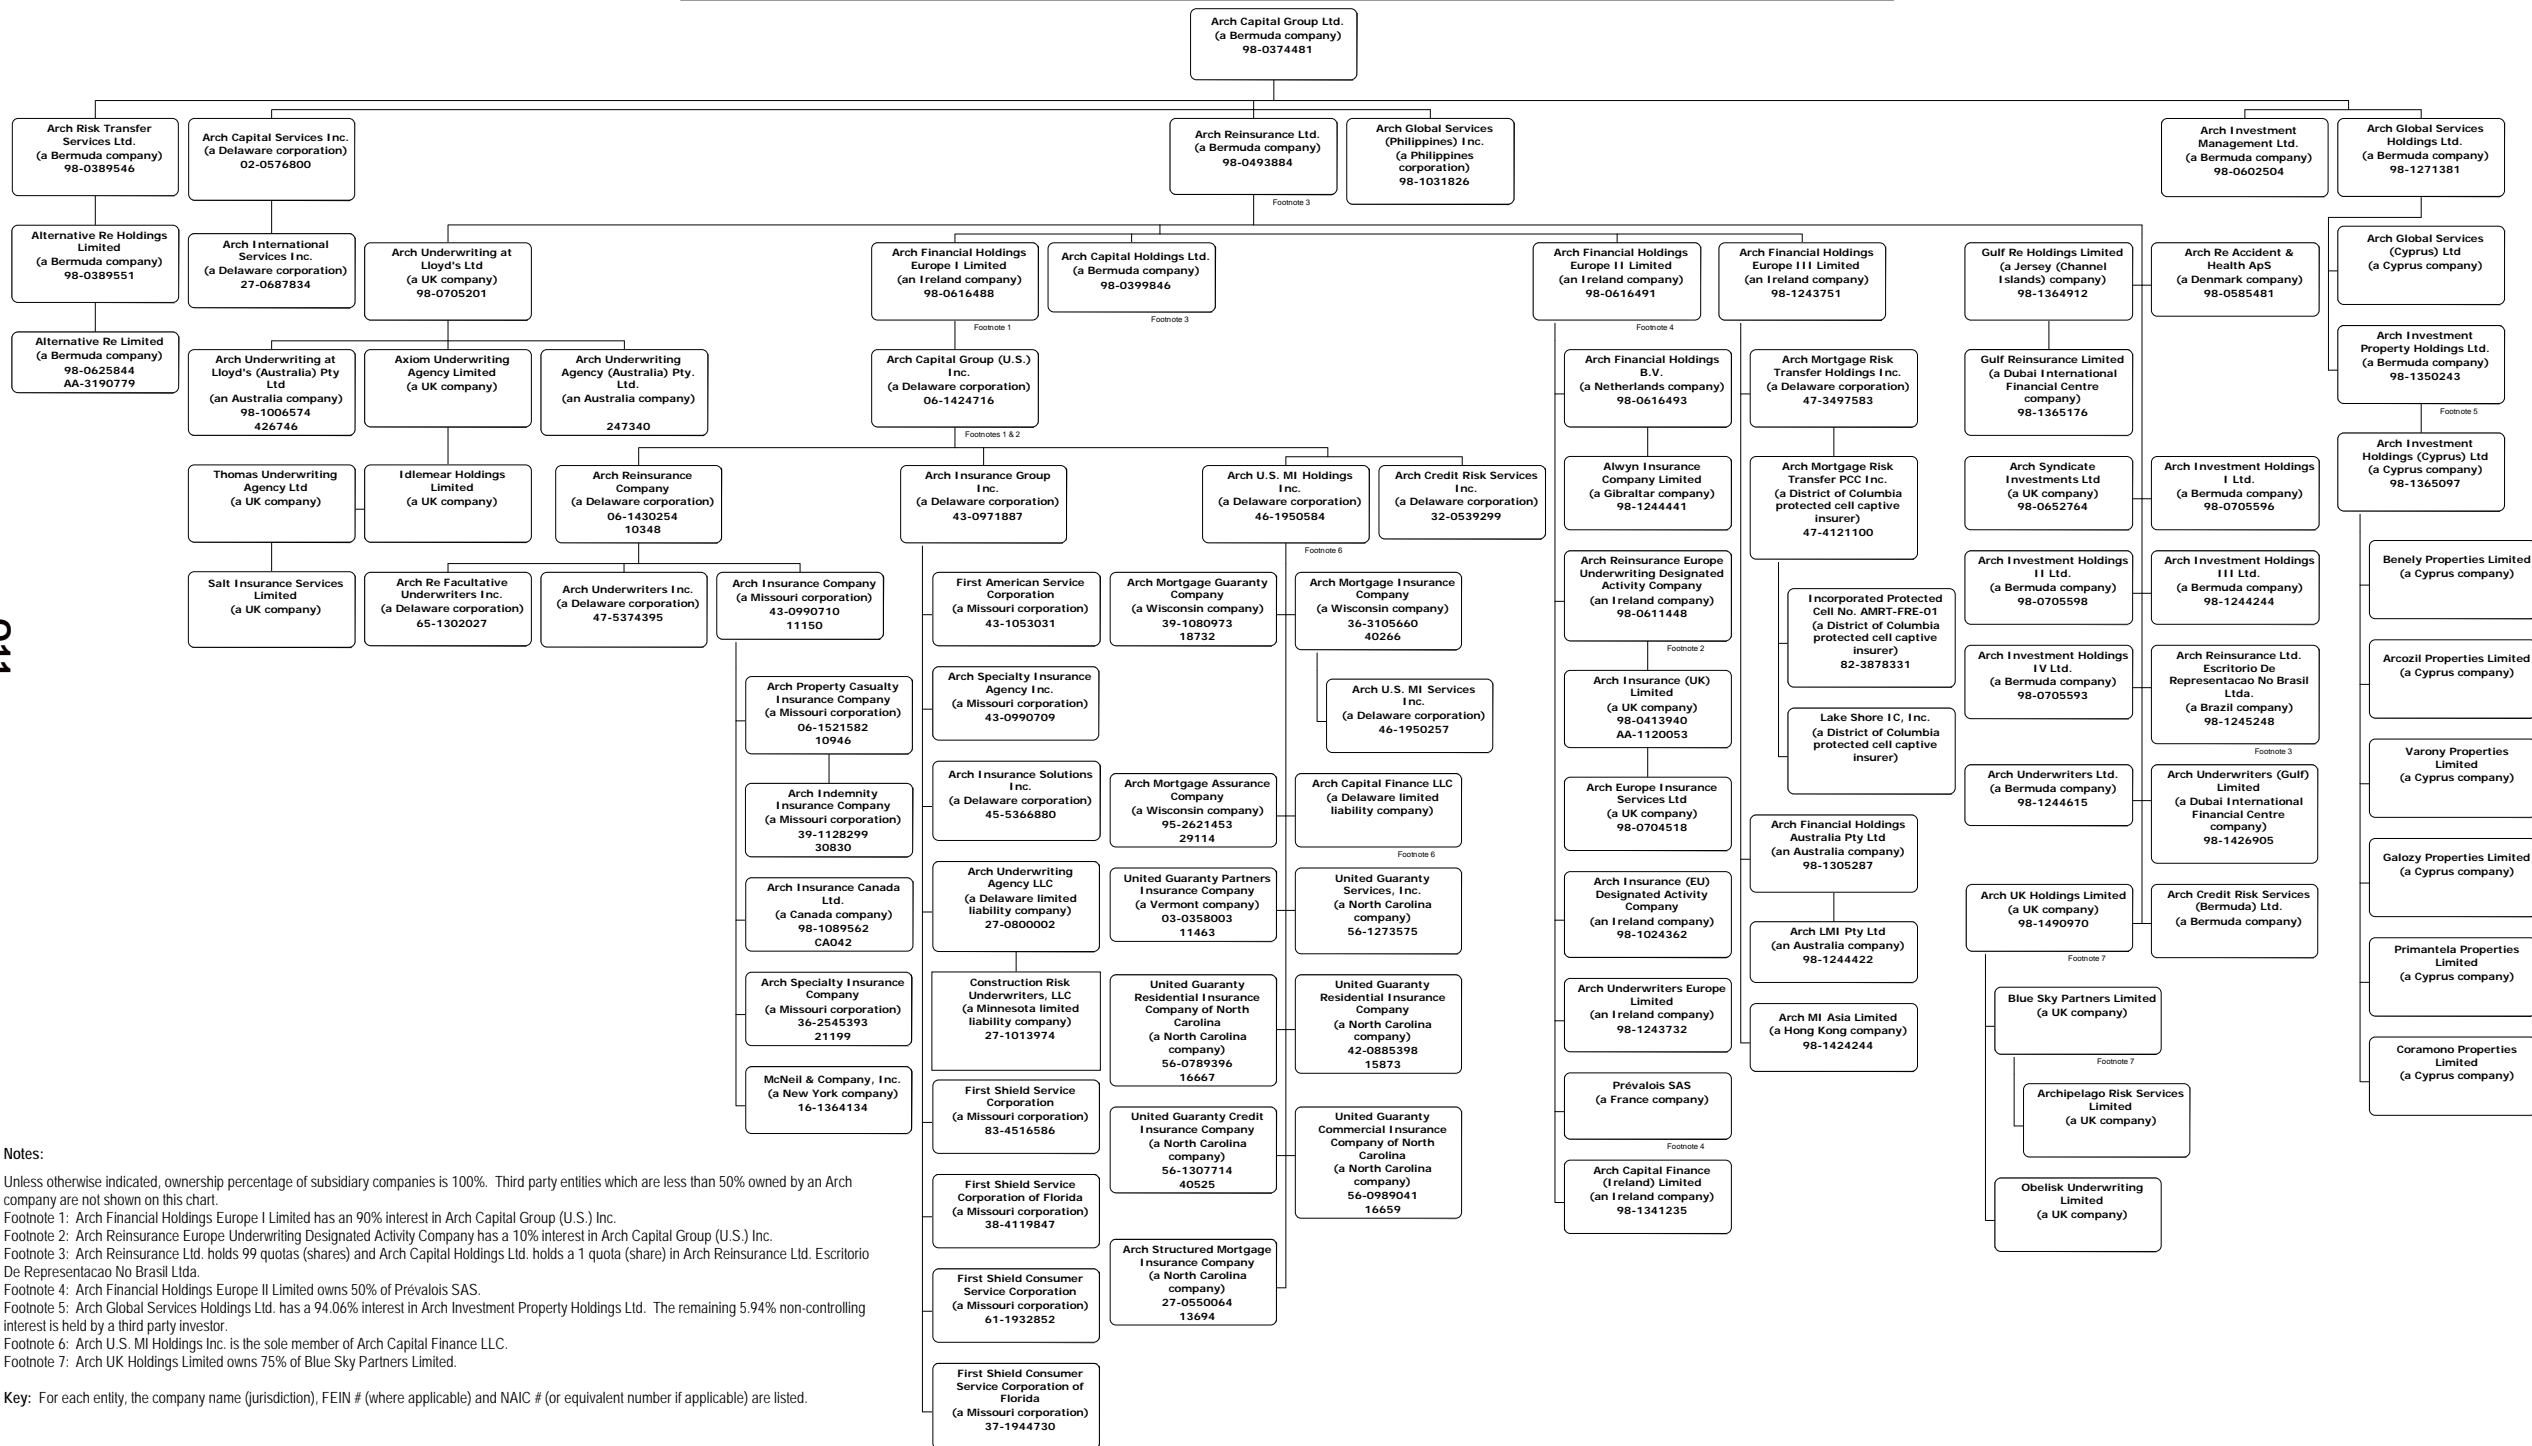 Arch Capital Group Ltd.
(a Bermuda company)
98-0374481
Arch Risk Transfer
Services Ltd.
(a Bermuda company)
98-0389546
Arch Capital Services Inc.
(a Delaware corporation)
02-0576800
Arch Reinsurance Ltd.
(a Bermuda company)
98-0493884
Footnote 3
Arch Global Services
(Philippines) Inc.
(a Philippines
corporation)
98-1031826
Arch Investment
Management Ltd.
(a Bermuda company)
98-0602504
Arch Global Services
Holdings Ltd.
(a Bermuda company)
98-1271381
Alternative Re Holdings
Limited
(a Bermuda company)
98-0389551
Arch International
Services Inc.
(a Delaware corporation)
27-0687834
Arch Underwriting at
Lloyd's Ltd
(a UK company)
98-0705201
Arch Financial Holdings
Europe I Limited
(an Ireland company)
98-0616488
Footnote 1
Arch Capital Holdings Ltd.
(a Bermuda company)
98-0399846
Footnote 3
Arch Financial Holdings
Europe II Limited
(an Ireland company)
98-0616491
Footnote 4
Arch Financial Holdings
Europe III Limited
(an Ireland company)
98-1243751
Gulf Re Holdings Limited
(a Jersey (Channel
Islands) company)
98-1364912
Arch Re Accident &
Health ApS
(a Denmark company)
98-0585481
Arch Global Services
(Cyprus) Ltd
(a Cyprus company)
Alternative Re Limited
(a Bermuda company)
98-0625844
AA-3190779
Arch Underwriting at
Lloyd's (Australia) Pty
Ltd
(an Australia company)
98-1006574
426746
Axiom Underwriting
Agency Limited
(a UK company)
Arch Underwriting
Agency (Australia) Pty.
Ltd.
(an Australia company)
247340
Arch Capital Group (U.S.)
Inc.
(a Delaware corporation)
06-1424716
Footnotes 1 & 2
Arch Financial Holdings
B.V.
(a Netherlands company)
98-0616493
Arch Mortgage Risk
Transfer Holdings Inc.
(a Delaware corporation)
47-3497583
Gulf Reinsurance Limited
(a Dubai International
Financial Centre
company)
98-1365176
Arch Investment
Property Holdings Ltd.
(a Bermuda company)
98-1350243
Footnote 5
Thomas Underwriting
Agency Ltd
(a UK company)
Idlemear Holdings
Limited
(a UK company)
Arch Reinsurance
Company
(a Delaware corporation)
06-1430254
10348
Arch Insurance Group
Inc.
(a Delaware corporation)
43-0971887
Arch U.S. MI Holdings
Inc.
(a Delaware corporation)
46-1950584
Footnote 6
Arch Credit Risk Services
Inc.
(a Delaware corporation)
32-0539299
Alwyn Insurance
Company Limited
(a Gibraltar company)
98-1244441
Arch Mortgage Risk
Transfer PCC Inc.
(a District of Columbia
protected cell captive
insurer)
47-4121100
Arch Syndicate
Investments Ltd
(a UK company)
98-0652764
Arch Investment Holdings
I Ltd.
(a Bermuda company)
98-0705596
Arch Investment
Holdings (Cyprus) Ltd
(a Cyprus company)
98-1365097
Salt Insurance Services
Limited
(a UK company)
Arch Re Facultative
Underwriters Inc.
(a Delaware corporation)
65-1302027
Arch Underwriters Inc.
(a Delaware corporation)
47-5374395
Arch Insurance Company
(a Missouri corporation)
43-0990710
11150
First American Service
Corporation
(a Missouri corporation)
43-1053031
Arch Mortgage Guaranty
Company
(a Wisconsin company)
39-1080973
18732
Arch Mortgage Insurance
Company
(a Wisconsin company)
36-3105660
40266
Arch Reinsurance Europe
Underwriting Designated
Activity Company
(an Ireland company)
98-0611448
Footnote 2
Incorporated Protected
Cell No. AMRT-FRE-01
(a District of Columbia
protected cell captive
insurer)
82-3878331
Arch Investment Holdings
II Ltd.
(a Bermuda company)
98-0705598
Arch Investment Holdings
III Ltd.
(a Bermuda company)
98-1244244
Benely Properties Limited
(a Cyprus company)
Arch Property Casualty
Insurance Company
(a Missouri corporation)
06-1521582
10946
Arch Specialty Insurance
Agency Inc.
(a Missouri corporation)
43-0990709
Arch U.S. MI Services
Inc.
(a Delaware corporation)
46-1950257
Arch Insurance (UK)
Limited
(a UK company)
98-0413940
AA-1120053
Lake Shore IC, Inc.
(a District of Columbia
protected cell captive
insurer)
Arch Investment Holdings
IV Ltd.
(a Bermuda company)
98-0705593
Arch Reinsurance Ltd.
Escritorio De
Representacao No Brasil
Ltda.
(a Brazil company)
98-1245248
Footnote 3
Arcozil Properties Limited
(a Cyprus company)
Arch Indemnity
Insurance Company
(a Missouri corporation)
39-1128299
30830
Arch Insurance Solutions
Inc.
(a Delaware corporation)
45-5366880
Arch Mortgage Assurance
Company
(a Wisconsin company)
95-2621453
29114
Arch Capital Finance LLC
(a Delaware limited
liability company)
Footnote 6
Arch Europe Insurance
Services Ltd
(a UK company)
98-0704518
Arch Financial Holdings
Australia Pty Ltd
(an Australia company)
98-1305287
Arch Underwriters Ltd.
(a Bermuda company)
98-1244615
Arch Underwriters (Gulf)
Limited
(a Dubai International
Financial Centre
company)
98-1426905
Varony Properties
Limited
(a Cyprus company)
Arch Insurance Canada
Ltd.
(a Canada company)
98-1089562
CA042
Arch Underwriting
Agency LLC
(a Delaware limited
liability company)
27-0800002
United Guaranty Partners
Insurance Company
(a Vermont company)
03-0358003
11463
United Guaranty
Services, Inc.
(a North Carolina
company)
56-1273575
Arch Insurance (EU)
Designated Activity
Company
(an Ireland company)
98-1024362
Arch LMI Pty Ltd
(an Australia company)
98-1244422
Arch UK Holdings Limited
(a UK company)
98-1490970
Footnote 7
Arch Credit Risk Services
(Bermuda) Ltd.
(a Bermuda company)
Galozy Properties Limited
(a Cyprus company)
Arch Specialty Insurance
Company
(a Missouri corporation)
36-2545393
21199
Construction Risk
Underwriters, LLC
(a Minnesota limited
liability company)
27-1013974
United Guaranty
Residential Insurance
Company of North
Carolina
(a North Carolina
company)
56-0789396
16667
United Guaranty
Residential Insurance
Company
(a North Carolina
company)
42-0885398
15873
Arch Underwriters Europe
Limited
(an Ireland company)
98-1243732
Arch MI Asia Limited
(a Hong Kong company)
98-1424244
Blue Sky Partners Limited
(a UK company)
Footnote 7
Primantela Properties
Limited
(a Cyprus company)
McNeil & Company, Inc.
(a New York company)
16-1364134
First Shield Service
Corporation
(a Missouri corporation)
83-4516586
United Guaranty Credit
Insurance Company
(a North Carolina
company)
56-1307714
40525
United Guaranty
Commercial Insurance
Company of North
Carolina
(a North Carolina
company)
56-0989041
16659
Prévalois SAS
(a France company)
Footnote 4
Archipelago Risk Services
Limited
(a UK company)
Coramono Properties
Limited
(a Cyprus company)
First Shield Service
Corporation of Florida
(a Missouri corporation)
38-4119847
Arch Structured Mortgage
Insurance Company
(a North Carolina
company)
27-0550064
13694
Arch Capital Finance
(Ireland) Limited
(an Ireland company)
98-1341235
Obelisk Underwriting
Limited
(a UK company)
First Shield Consumer
Service Corporation
(a Missouri corporation)
61-1932852
First Shield Consumer
Service Corporation of
Florida
(a Missouri corporation)
37-1944730
Notes:
Unless otherwise indicated, ownership percentage of subsidiary companies is 100%. Third party entities which are less than 50% owned by an Arch
company are not shown on this chart.
Footnote 1: Arch Financial Holdings Europe I Limited has an 90% interest in Arch Capital Group (U.S.) Inc.
Footnote 2: Arch Reinsurance Europe Underwriting Designated Activity Company has a 10% interest in Arch Capital Group (U.S.) Inc.
Footnote 3: Arch Reinsurance Ltd. holds 99 quotas (shares) and Arch Capital Holdings Ltd. holds a 1 quota (share) in Arch Reinsurance Ltd. Escritorio
De Representacao No Brasil Ltda.
Footnote 4: Arch Financial Holdings Europe II Limited owns 50% of Prévalois SAS.
Footnote 5: Arch Global Services Holdings Ltd. has a 94.06% interest in Arch Investment Property Holdings Ltd. The remaining 5.94% non-controlling
interest is held by a third party investor.
Footnote 6: Arch U.S. MI Holdings Inc. is the sole member of Arch Capital Finance LLC.
Footnote 7: Arch UK Holdings Limited owns 75% of Blue Sky Partners Limited.
Key: For each entity, the company name (jurisdiction), FEIN # (where applicable) and NAIC # (or equivalent number if applicable) are listed.